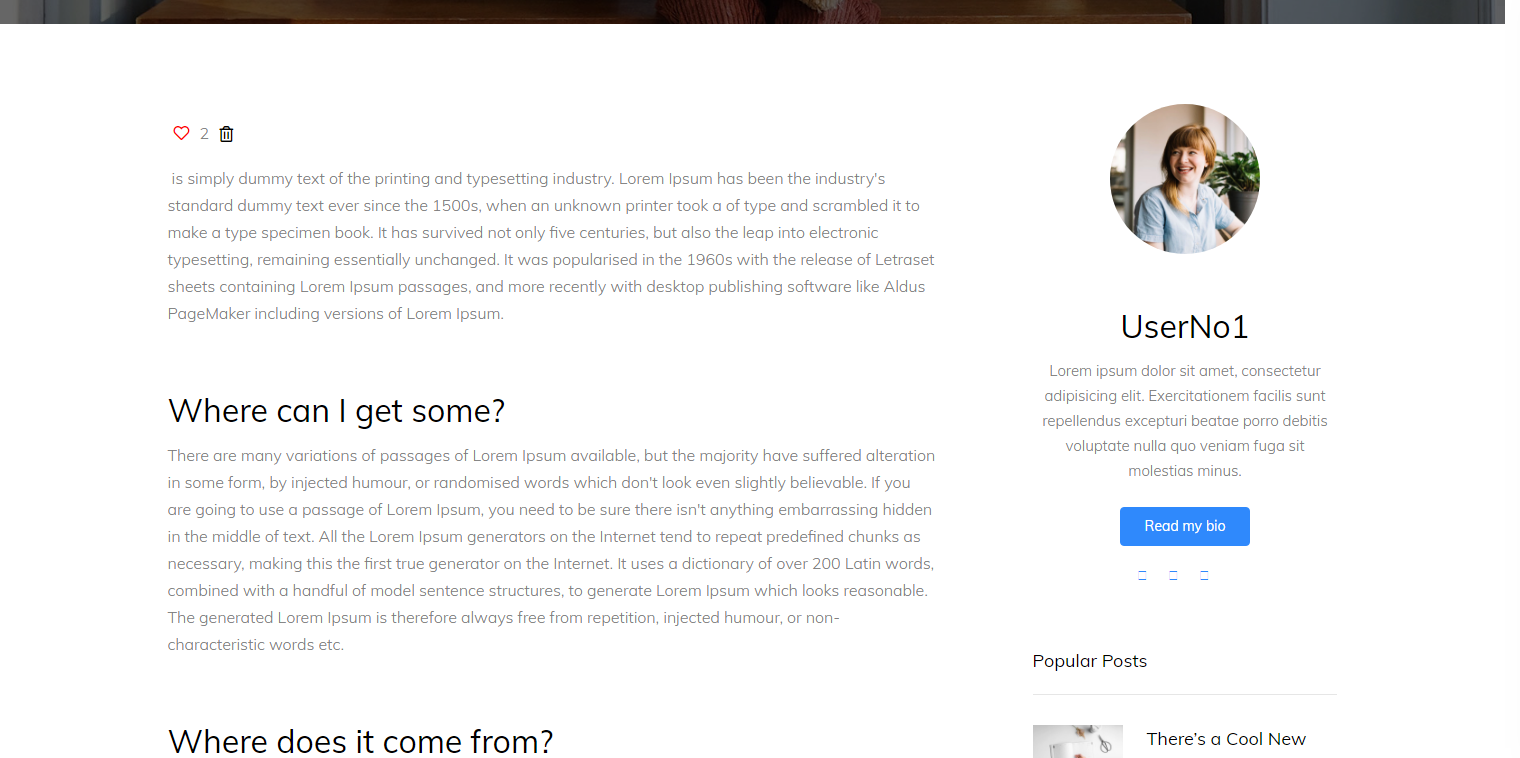 2
is simply dummy text of the printing and typesetting industry. Lorem Ipsum has been the industry's
standard dummy text ever since the 1500s, when an unknown printer took a of type and scrambled it to
make a type specimen book. It has survived not only five centuries, but also the leap into electronic
typesetting, remaining essentially unchanged. It was popularised in the 1960s with the release of Letraset
sheets containing Lorem Ipsum passages, and more recently with desktop publishing software like Aldus
PageMaker including versions of Lorem Ipsum.
Where can I get some?
There are many variations of passages of Lorem Ipsum available, but the majority have suffered alteration
in some form, by injected humour, or randomised words which don't look even slightly believable. If you
are going to use a passage of Lorem Ipsum, you need to be sure there isn't anything embarrassing hidden
in the middle of text. All the Lorem Ipsum generators on the Internet tend to repeat predefined chunks as
necessary, making this the first true generator on the Internet. It uses a dictionary of over 200 Latin words,
combined with a handful of model sentence structures, to generate Lorem Ipsum which looks reasonable.
The generated Lorem Ipsum is therefore always free from repetition, injected humour, or non-
characteristic words etc.
Where does it come from?
UserNo1
Lorem ipsum dolor sit amet, consectetur
adipisicing elit. Exercitationem facilis sunt
repellendus excepturi beatae porro debitis
voluptate nulla quo veniam fuga sit
molestias minus.
Read my bio
Popular Posts
There's a Cool New